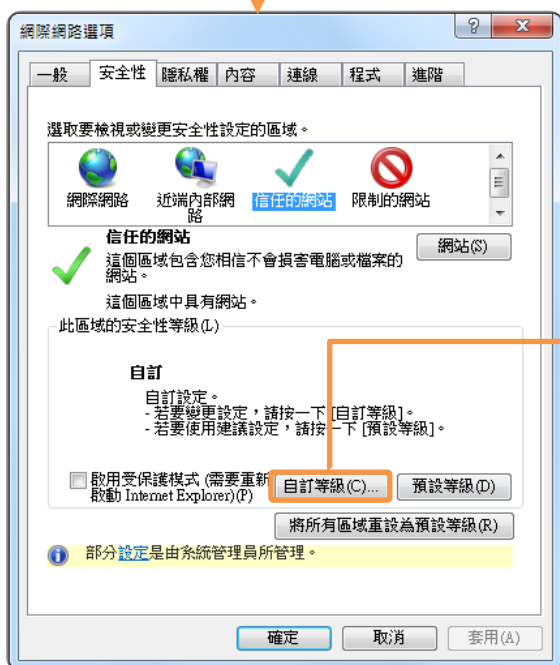 網際網路選項
一般 安全性 隱私權 內容 連線 程式 進階
選取要檢視或變更安全性設定的區域。
網際網路 近端內部網路 信任的網站 限制的網站
信任的網站
網站(S)
這個區域包含您相信不會損害電腦或檔案的
網站。
這個區域中具有網站。
此區域的安全性等級(L)
自訂
自訂設定。
- 若要變更設定，請按一下 [自訂等級]。
- 若要使用建議設定，請按一下 [預設等級]。
啟用受保護模式 (需要重新
啟動 Internet Explorer)(P)
自訂等級(C)... 預設等級(D)
將所有區域重設為預設等級(R)
部分設定是由系統管理員所管理。
確定 取消 套用(A)